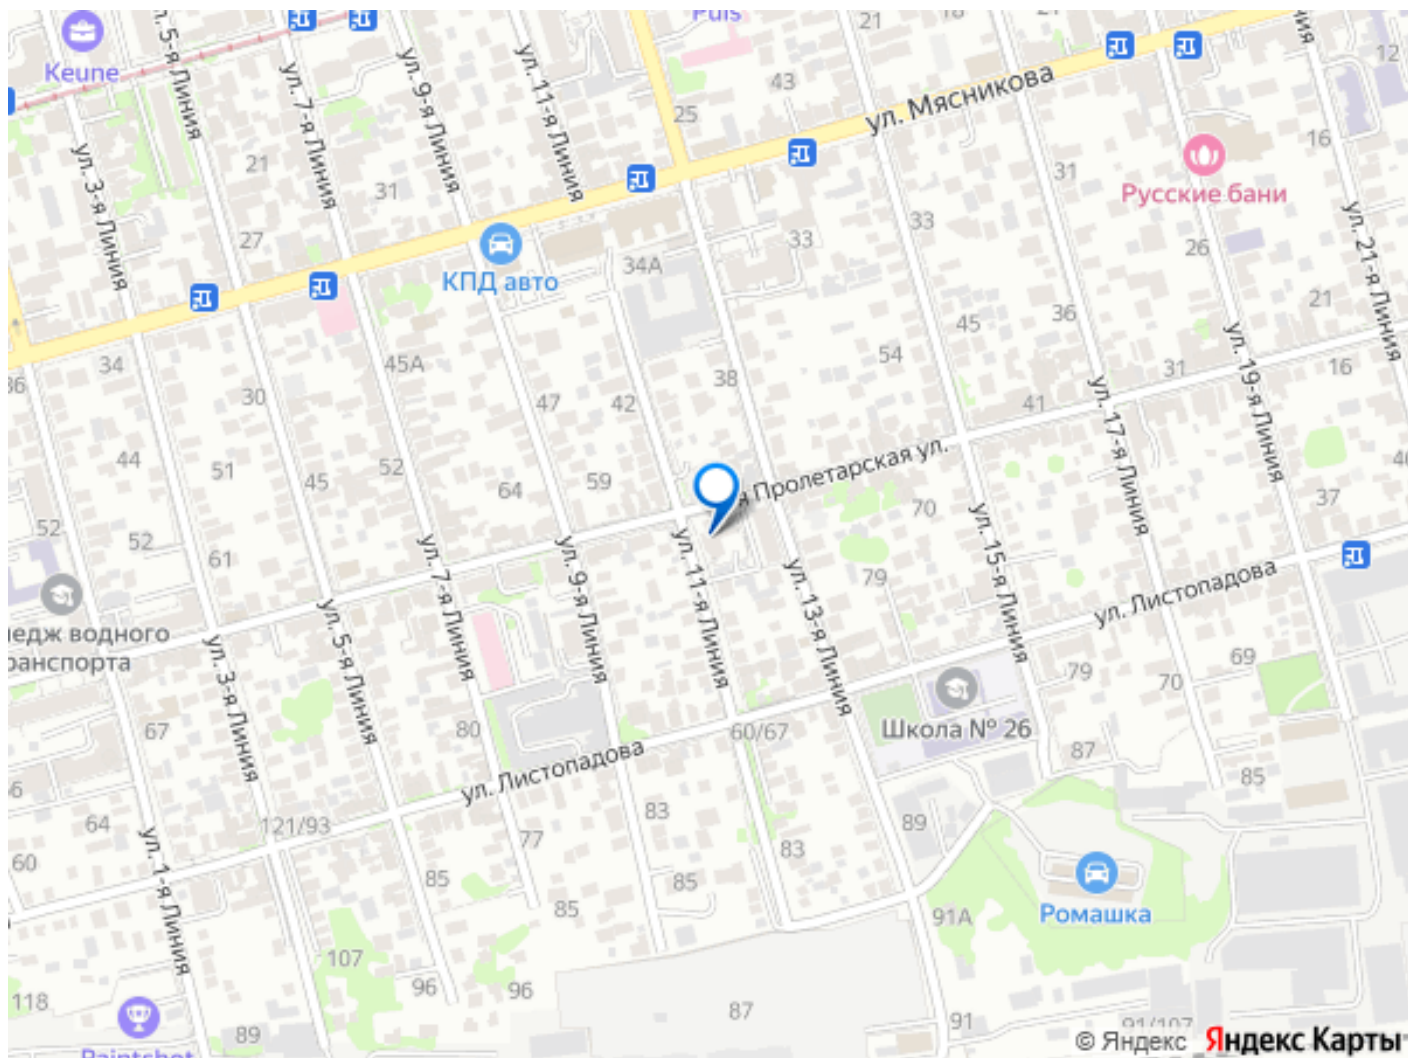 Puls
21
18
21
Keune
ул. 5-я Линия
ул. 7-я Линия
ул. 9-я Линия
ул. 11-я Линия
43
25
ул. Мясникова
12
16
ул. 3-я Линия
21
31
31
Русские бани
27
34А
33
33
26
ул. 21-я Линия
КПД авто
21
34
45А
30
47
42
38
54
45
36
31
16
ул. 19-я Линия
ул. 17-я Линия
41
44
51
45
52
64
59
я Пролетарская ул.
70
37
52
52
61
ул. 7-я Линия
ул. 9-я Линия
ул. 11-я Линия
ул. 13-я Линия
79
ул. 15-я Линия
ул. Листопадова
ледж водного
ранспорта
ул. 3-я Линия
ул. 5-я Линия
67
80
60/67
Школа № 26
79
70
69
ул. Листопадова
87
85
64
121/93
77
83
83
89
60
ул. 1-я Линия
85
85
85
91А
Ромашка
107
96
96
118
87
89
91
91/107
Paintshot
© Яндекс Яндекс Карты